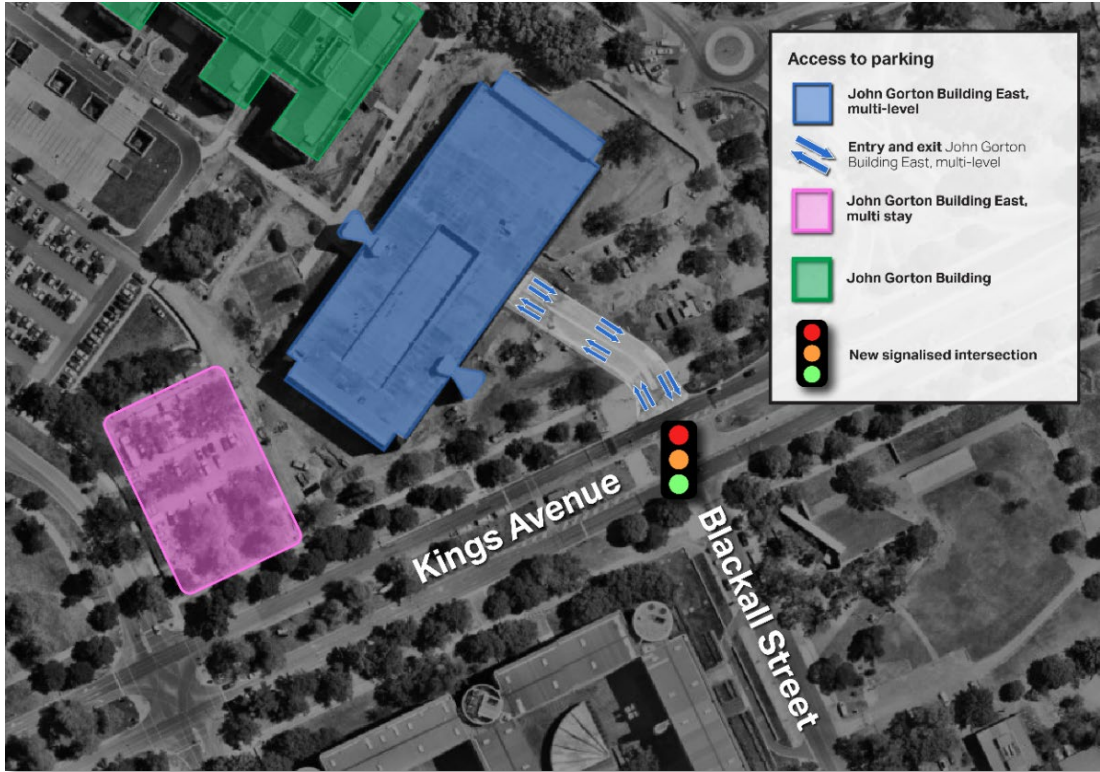 Access to parking
John Gorton Building East,
multi-level
Entry and exit John Gorton
Building East, multi-level
John Gorton Building East,
multi stay
John Gorton Building
New signalised intersection
Kings Avenue
Blackall Street